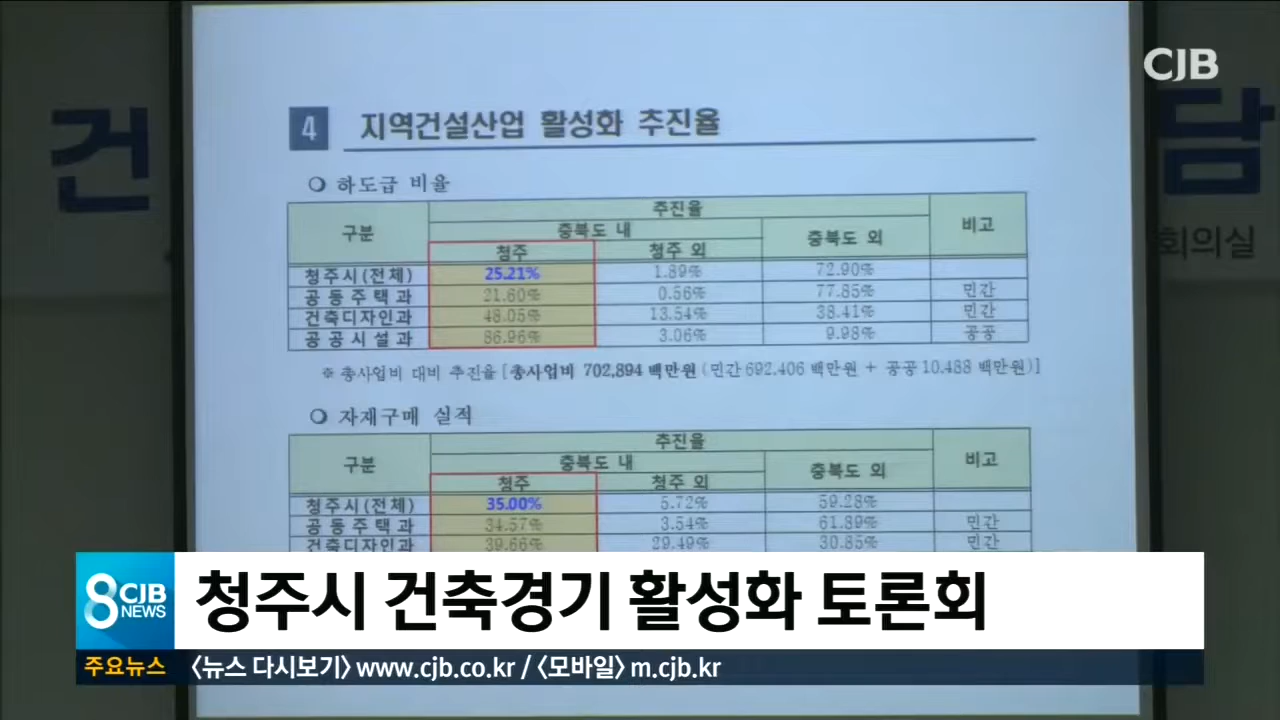 CJB
건
담
회의실
4 지역건설산업 활성화 추진율
❍ 하도급 비율
구분 추진율 비고
충북도 내 충북도 외
청주 청주 외
청주시(전체) 25.21% 1.89% 72.90%
공동주택과 21.60% 0.56% 77.85% 민간
건축디자인과 48.05% 13.54% 38.41% 민간
공공시설과 86.96% 3.06% 9.98% 공공
※ 총사업비 대비 추진율 [총사업비 702,894 백만원 (민간 692,406 백만원 + 공공 10,488 백만원)]
❍ 자재구매 실적
구분 추진율 비고
충북도 내 충북도 외
청주 청주 외
청주시(전체) 35.00% 5.72% 59.28%
공동주택과 34.57% 3.54% 61.89% 민간
건축디자인과 39.66% 29.49% 30.85% 민간
8 CJB NEWS
청주시 건축경기 활성화 토론회
주요뉴스 〈뉴스 다시보기〉 www.cjb.co.kr / 〈모바일〉 m.cjb.kr